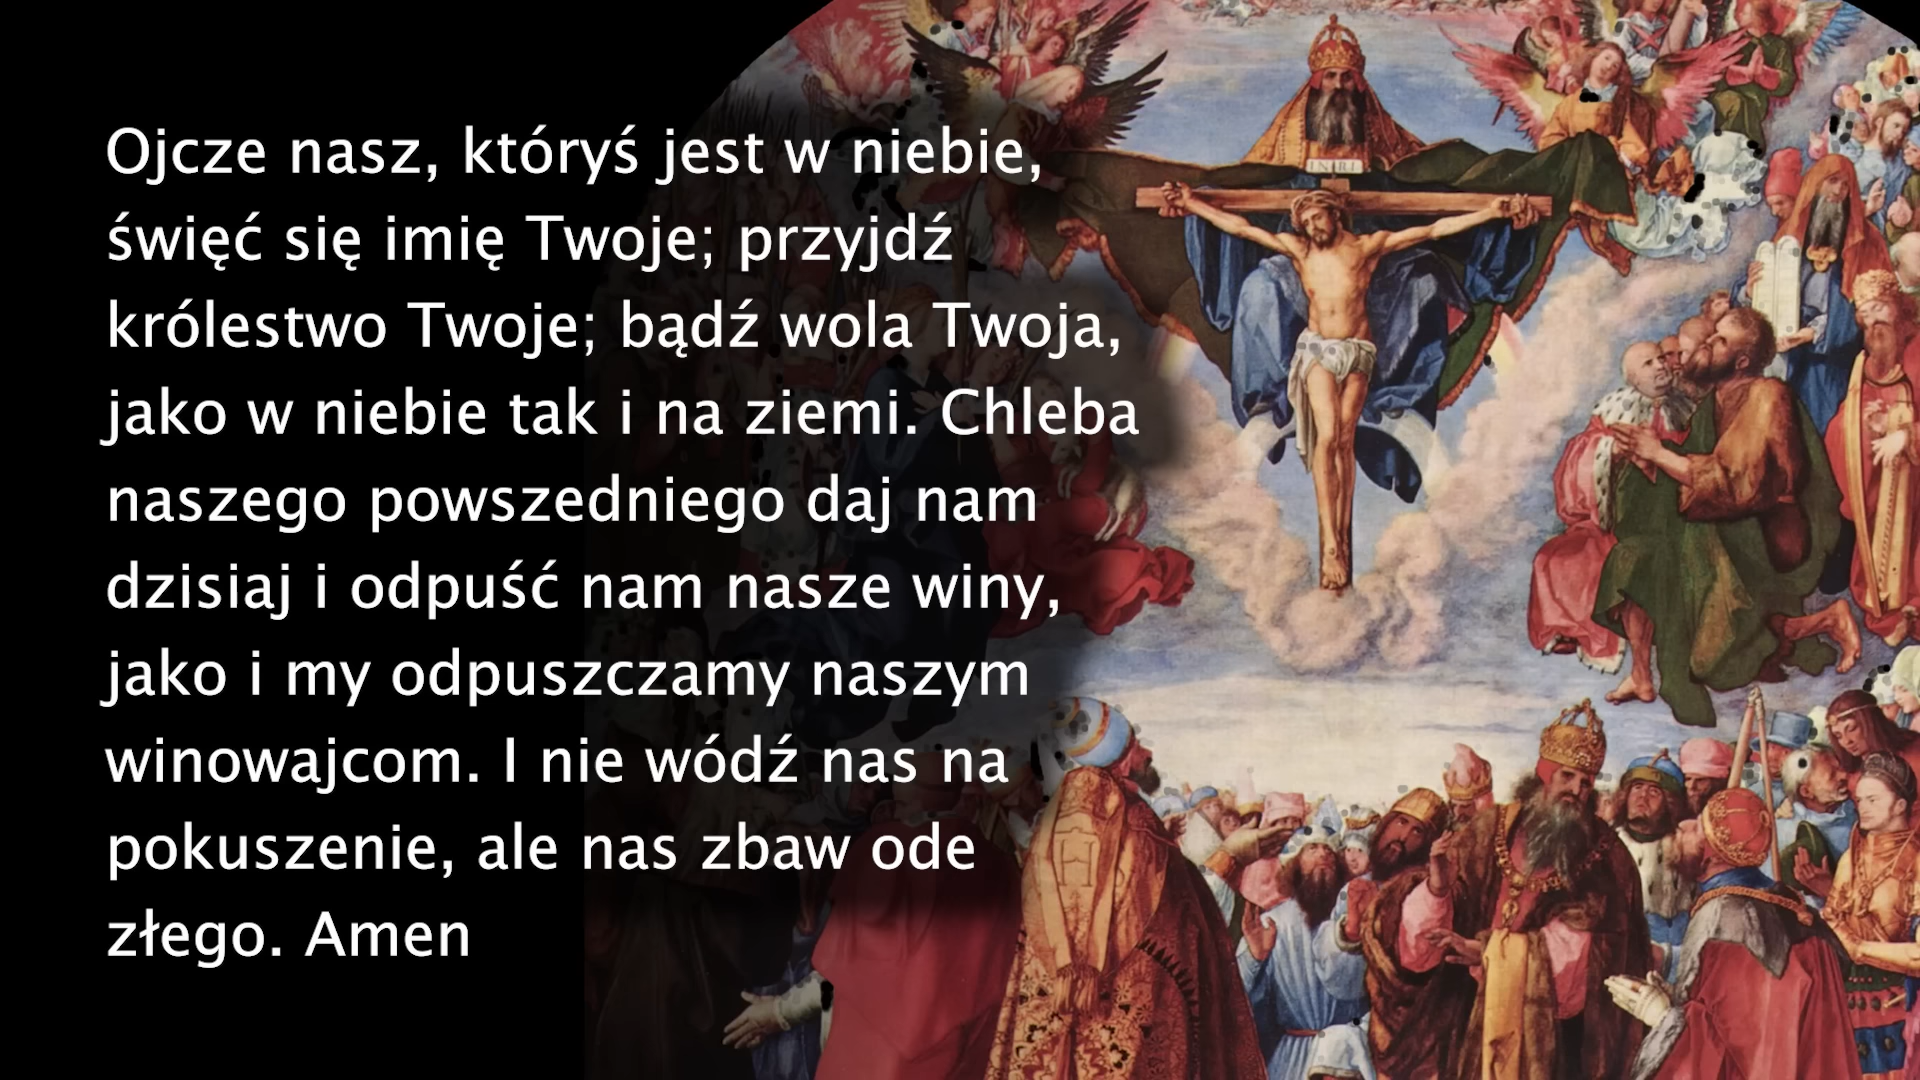 Ojcze nasz, któryś jest w niebie,
święć się imię Twoje; przyjdź
królestwo Twoje; bądź wola Twoja,
jako w niebie tak i na ziemi. Chleba
naszego powszedniego daj nam
dzisiaj i odpuść nam nasze winy,
jako i my odpuszczamy naszym
winowajcom. I nie wódź nas na
pokuszenie, ale nas zbaw ode
złego. Amen
INRI